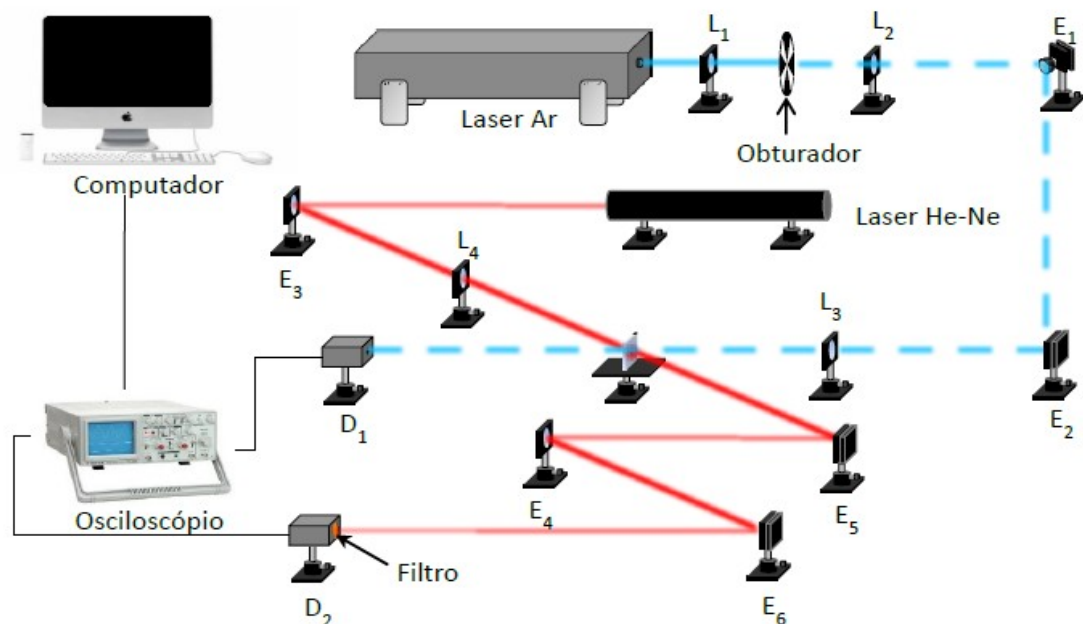 L1
L2
E1
Laser Ar
Obturador
Computador
Laser He-Ne
L4
E3
L3
D1
E2
E4
E5
Osciloscópio
Filtro
D2
E6